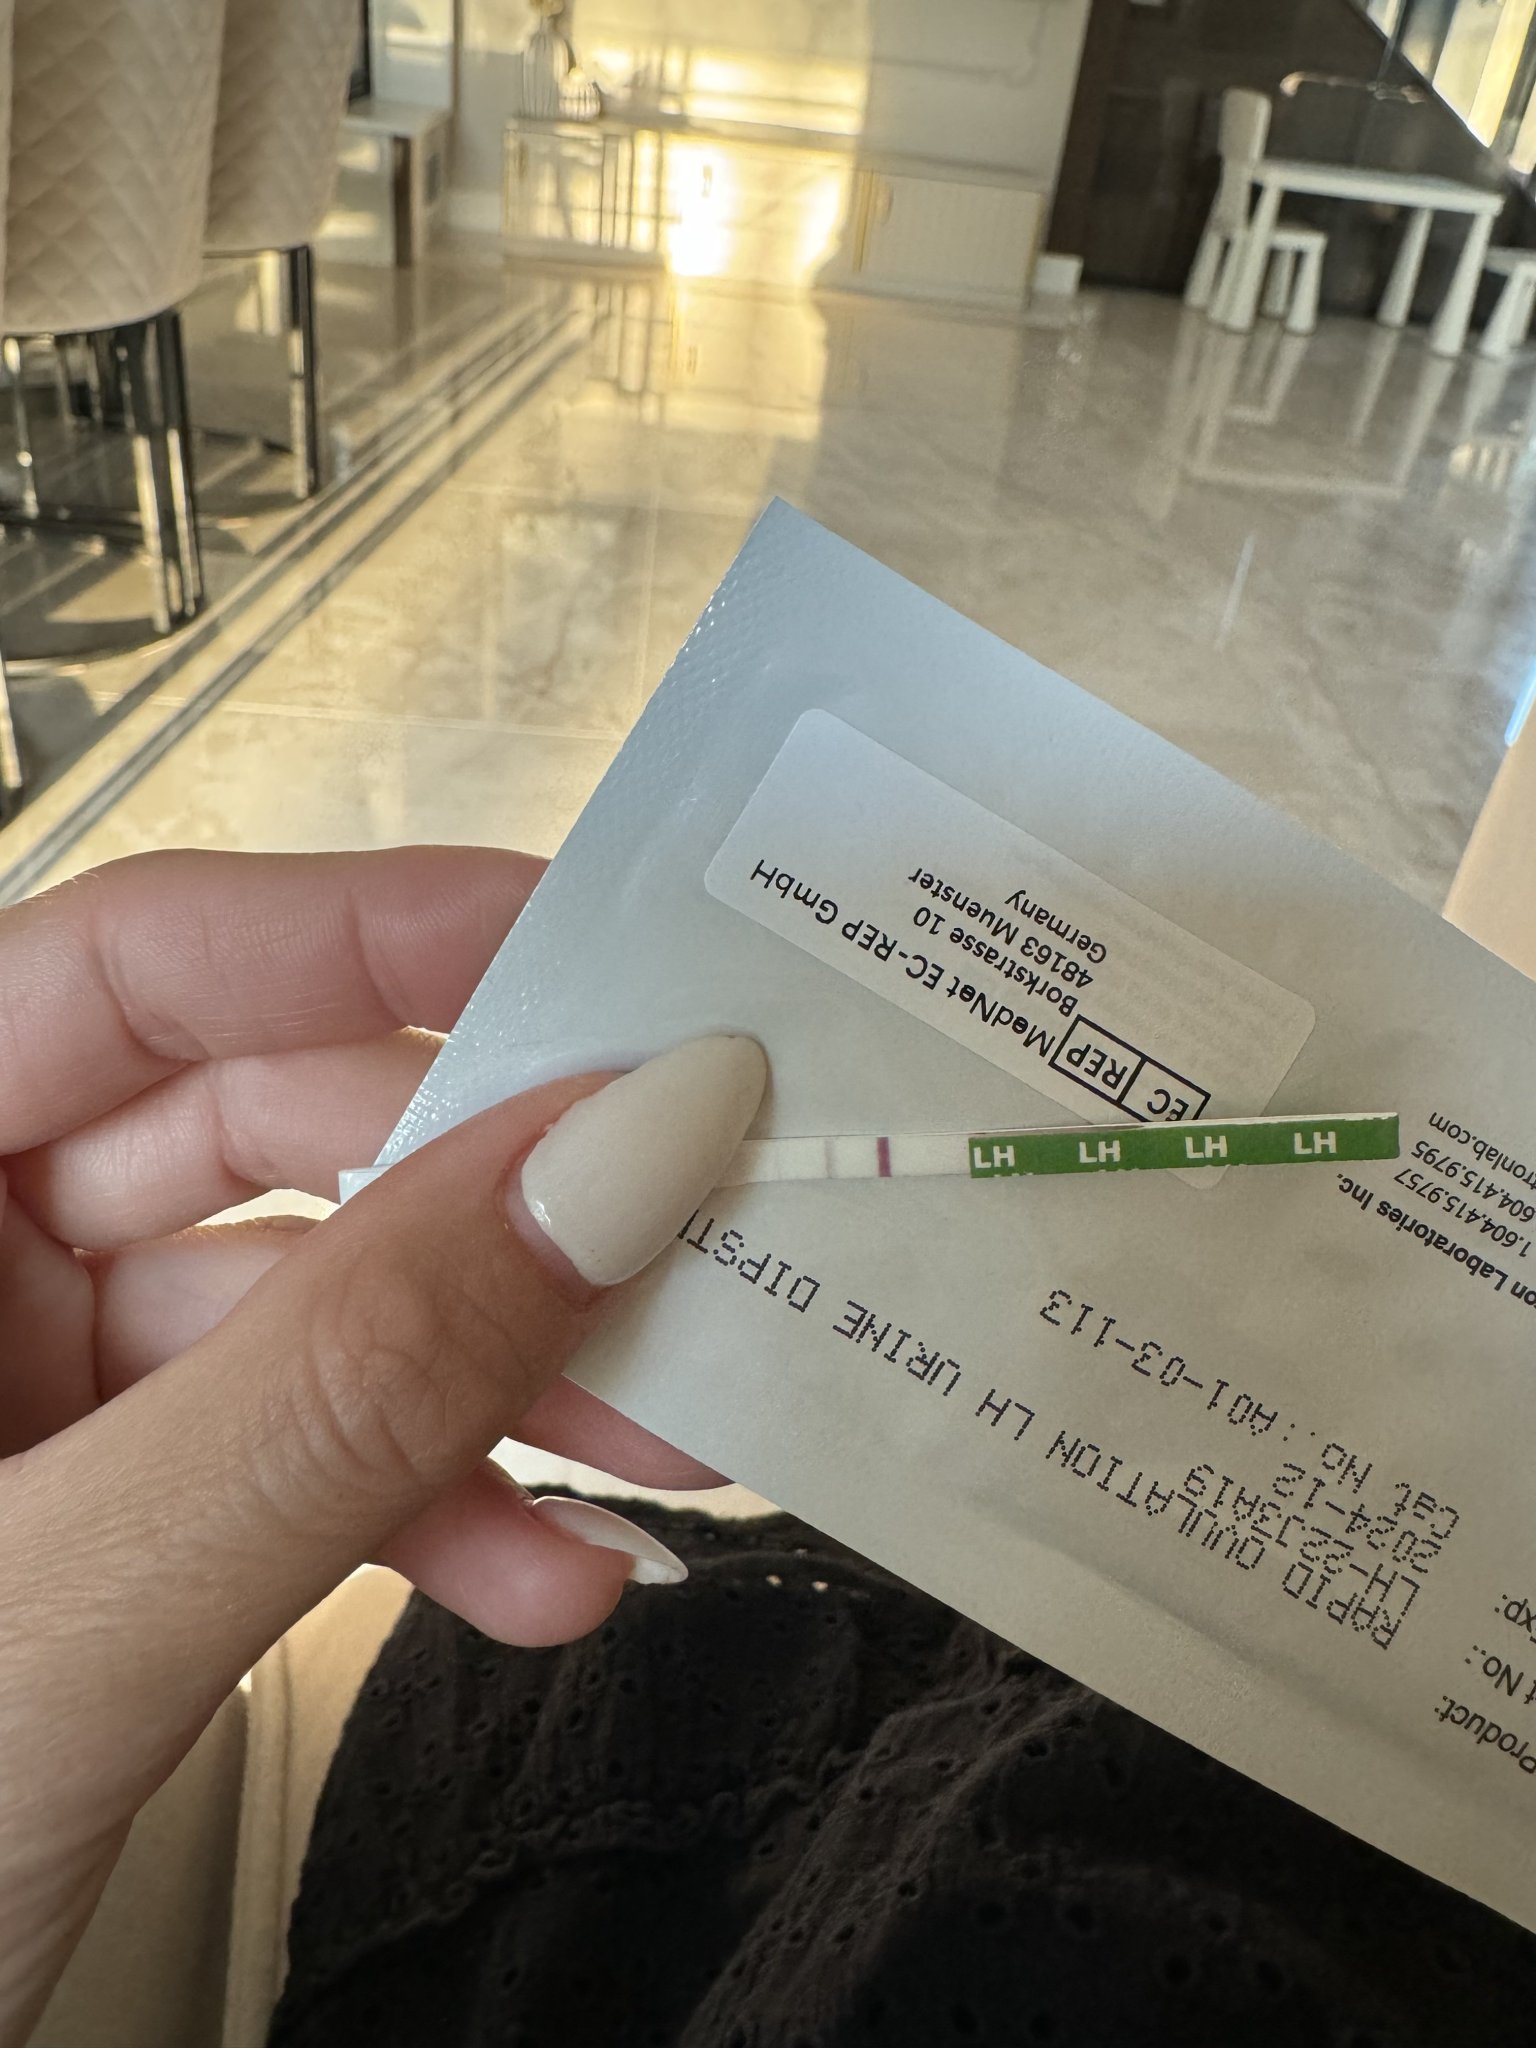 EC REP MedNet EC-REP GmbH
Borkstrasse 10
48163 Muenster
Germany
LH LH LH LH
Laboratories Inc.
1.604.415.9757
604.415.9795
Product: RAPID OVULATION LH URINE
LH-22J3A19
2024-12
Cat No.:A01-03-113